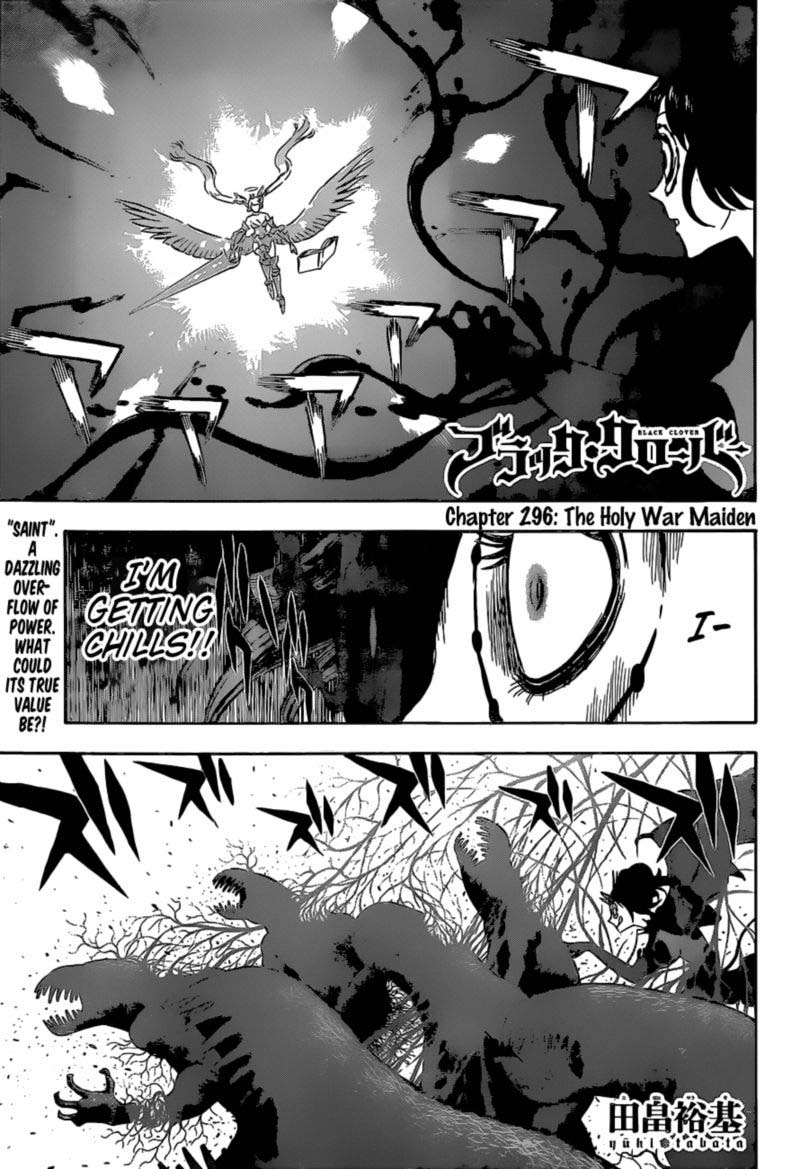 ブラック・クローバー
BLACK CLOVER
Chapter 296: The Holy War Maiden
I-
I'M
GETTING
CHILLS!!
"SAINT".
A
DAZZLING
OVER-
FLOW OF
POWER.
WHAT
COULD
ITS TRUE
VALUE
BE?!
田畠裕基
yūki tabata